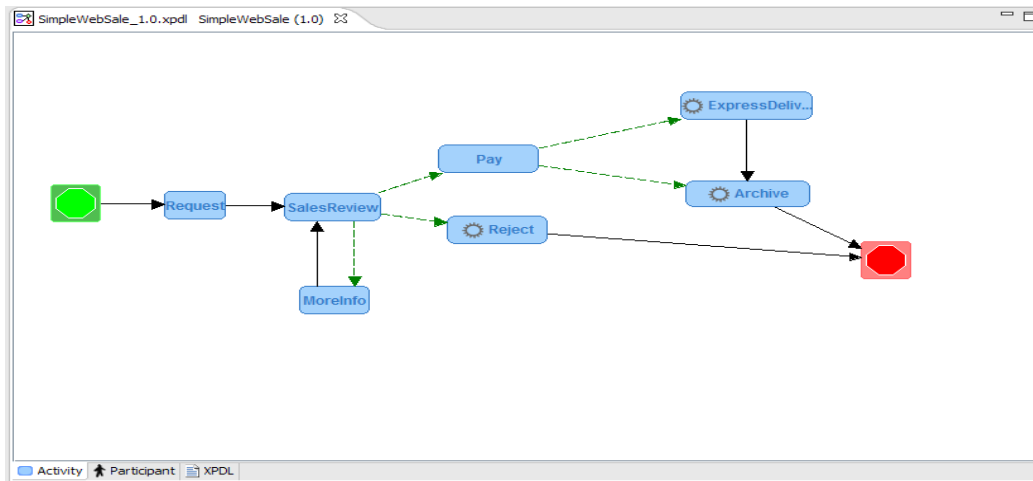 SimpleWebSale_1.0.xpdl SimpleWebSale (1.0)
ExpressDeliv...
Pay
Archive
Request
SalesReview
Reject
MoreInfo
Activity Participant XPDL